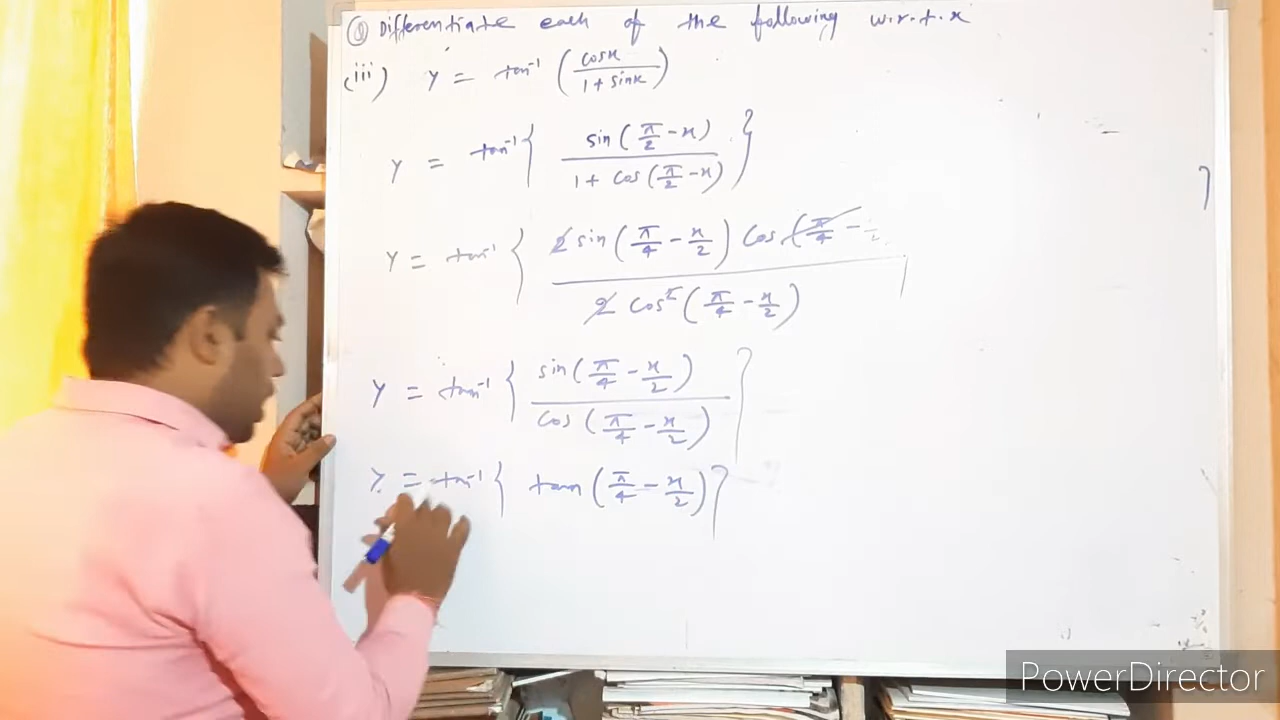 ① Differentiate each of the following w.r.t. x
(iii) Y = tan⁻¹ (cosx / 1 + sinx)
Y = tan⁻¹ { sin (π/2 - x) / 1 + cos (π/2 - x) }
Y = tan⁻¹ { 2 sin (π/4 - x/2) cos (π/4 - x/2 / 2 cos² (π/4 - x/2)
Y = tan⁻¹ { sin (π/4 - x/2) / cos (π/4 - x/2) }
Y = tan⁻¹ { tan (π/4 - x/2) }
PowerDirector